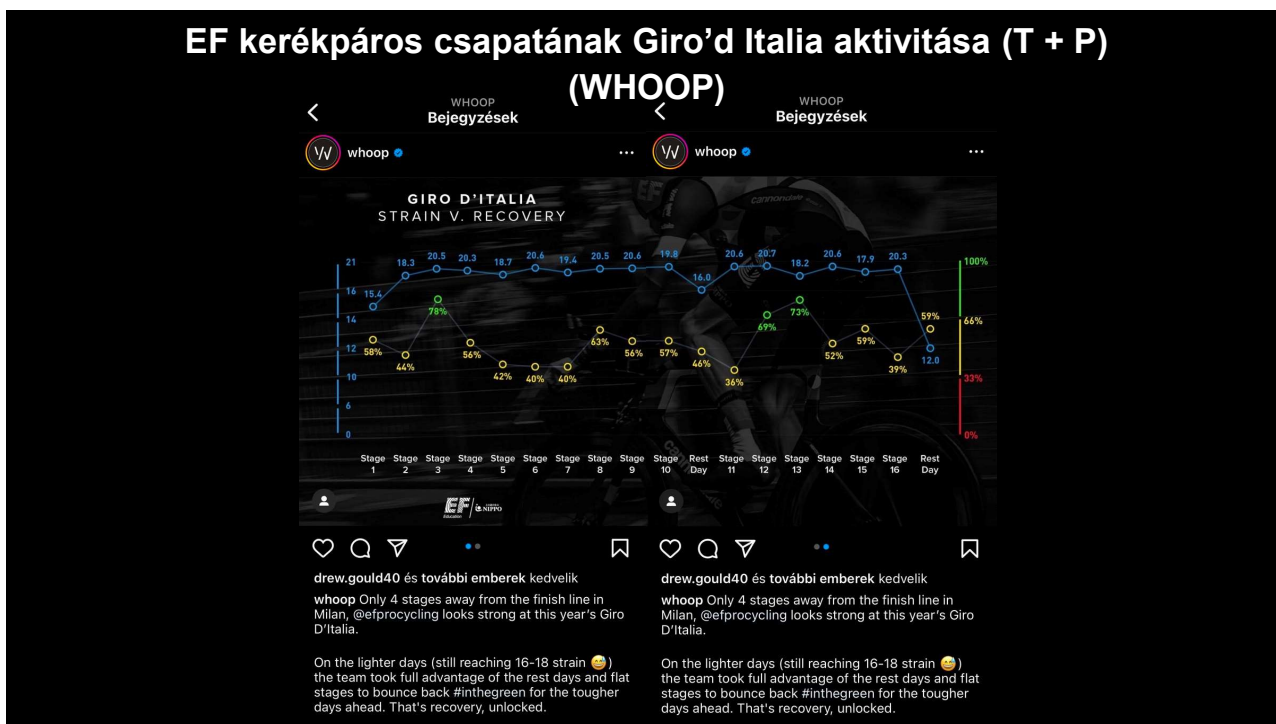 EF kerékpáros csapatának Giro’d Italia aktivitása (T + P)
(WHOOP)
WHOOP
Bejegyzések
WHOOP
Bejegyzések
whoop
whoop
GIRO D'ITALIA
STRAIN V. RECOVERY
cannondale
21
16
14
12
10
6
0
15.4 18.3 20.5 20.3 18.7 20.6 19.4 20.5 20.6 19.8 16.0 20.6 20.7 18.2 20.6 17.9 20.3 12.0
58% 44% 78% 56% 42% 40% 40% 63% 56% 57% 46% 36% 69% 73% 52% 59% 39% 59%
100%
66%
33%
0%
Stage Stage Stage Stage Stage Stage Stage Stage Stage Stage Rest Stage Stage Stage Stage Stage Stage Rest
1 2 3 4 5 6 7 8 9 10 Day 11 12 13 14 15 16 Day
EF
Education
NIPPO
drew.gould40 és további emberek kedvelik
whoop Only 4 stages away from the finish line in
Milan, @efprocycling looks strong at this year's Giro
D'Italia.
On the lighter days (still reaching 16-18 strain 😅)
the team took full advantage of the rest days and flat
stages to bounce back #inthegreen for the tougher
days ahead. That's recovery, unlocked.
drew.gould40 és további emberek kedvelik
whoop Only 4 stages away from the finish line in
Milan, @efprocycling looks strong at this year's Giro
D'Italia.
On the lighter days (still reaching 16-18 strain 😅)
the team took full advantage of the rest days and flat
stages to bounce back #inthegreen for the tougher
days ahead. That's recovery, unlocked.